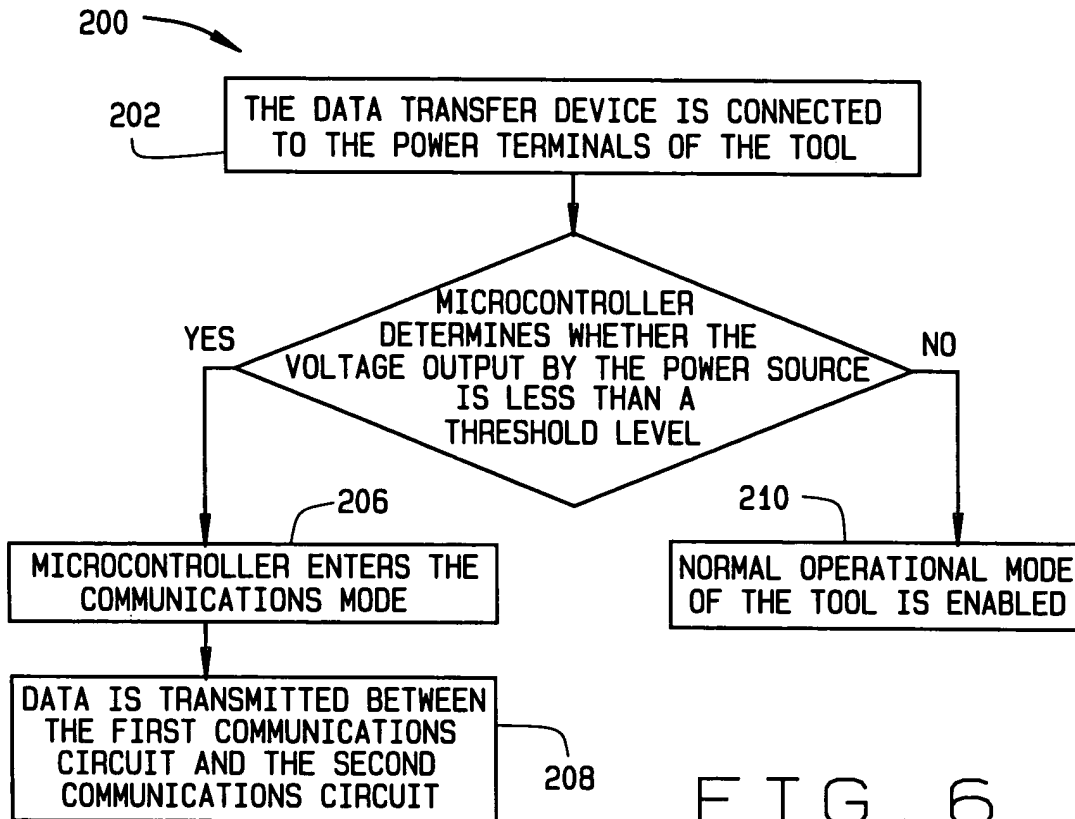 200
202
THE DATA TRANSFER DEVICE IS CONNECTED
TO THE POWER TERMINALS OF THE TOOL
MICROCONTROLLER
DETERMINES WHETHER THE
VOLTAGE OUTPUT BY THE POWER SOURCE
IS LESS THAN A
THRESHOLD LEVEL
YES
NO
206
MICROCONTROLLER ENTERS THE
COMMUNICATIONS MODE
210
NORMAL OPERATIONAL MODE
OF THE TOOL IS ENABLED
DATA IS TRANSMITTED BETWEEN
THE FIRST COMMUNICATIONS
CIRCUIT AND THE SECOND
COMMUNICATIONS CIRCUIT
208
FIG. 6